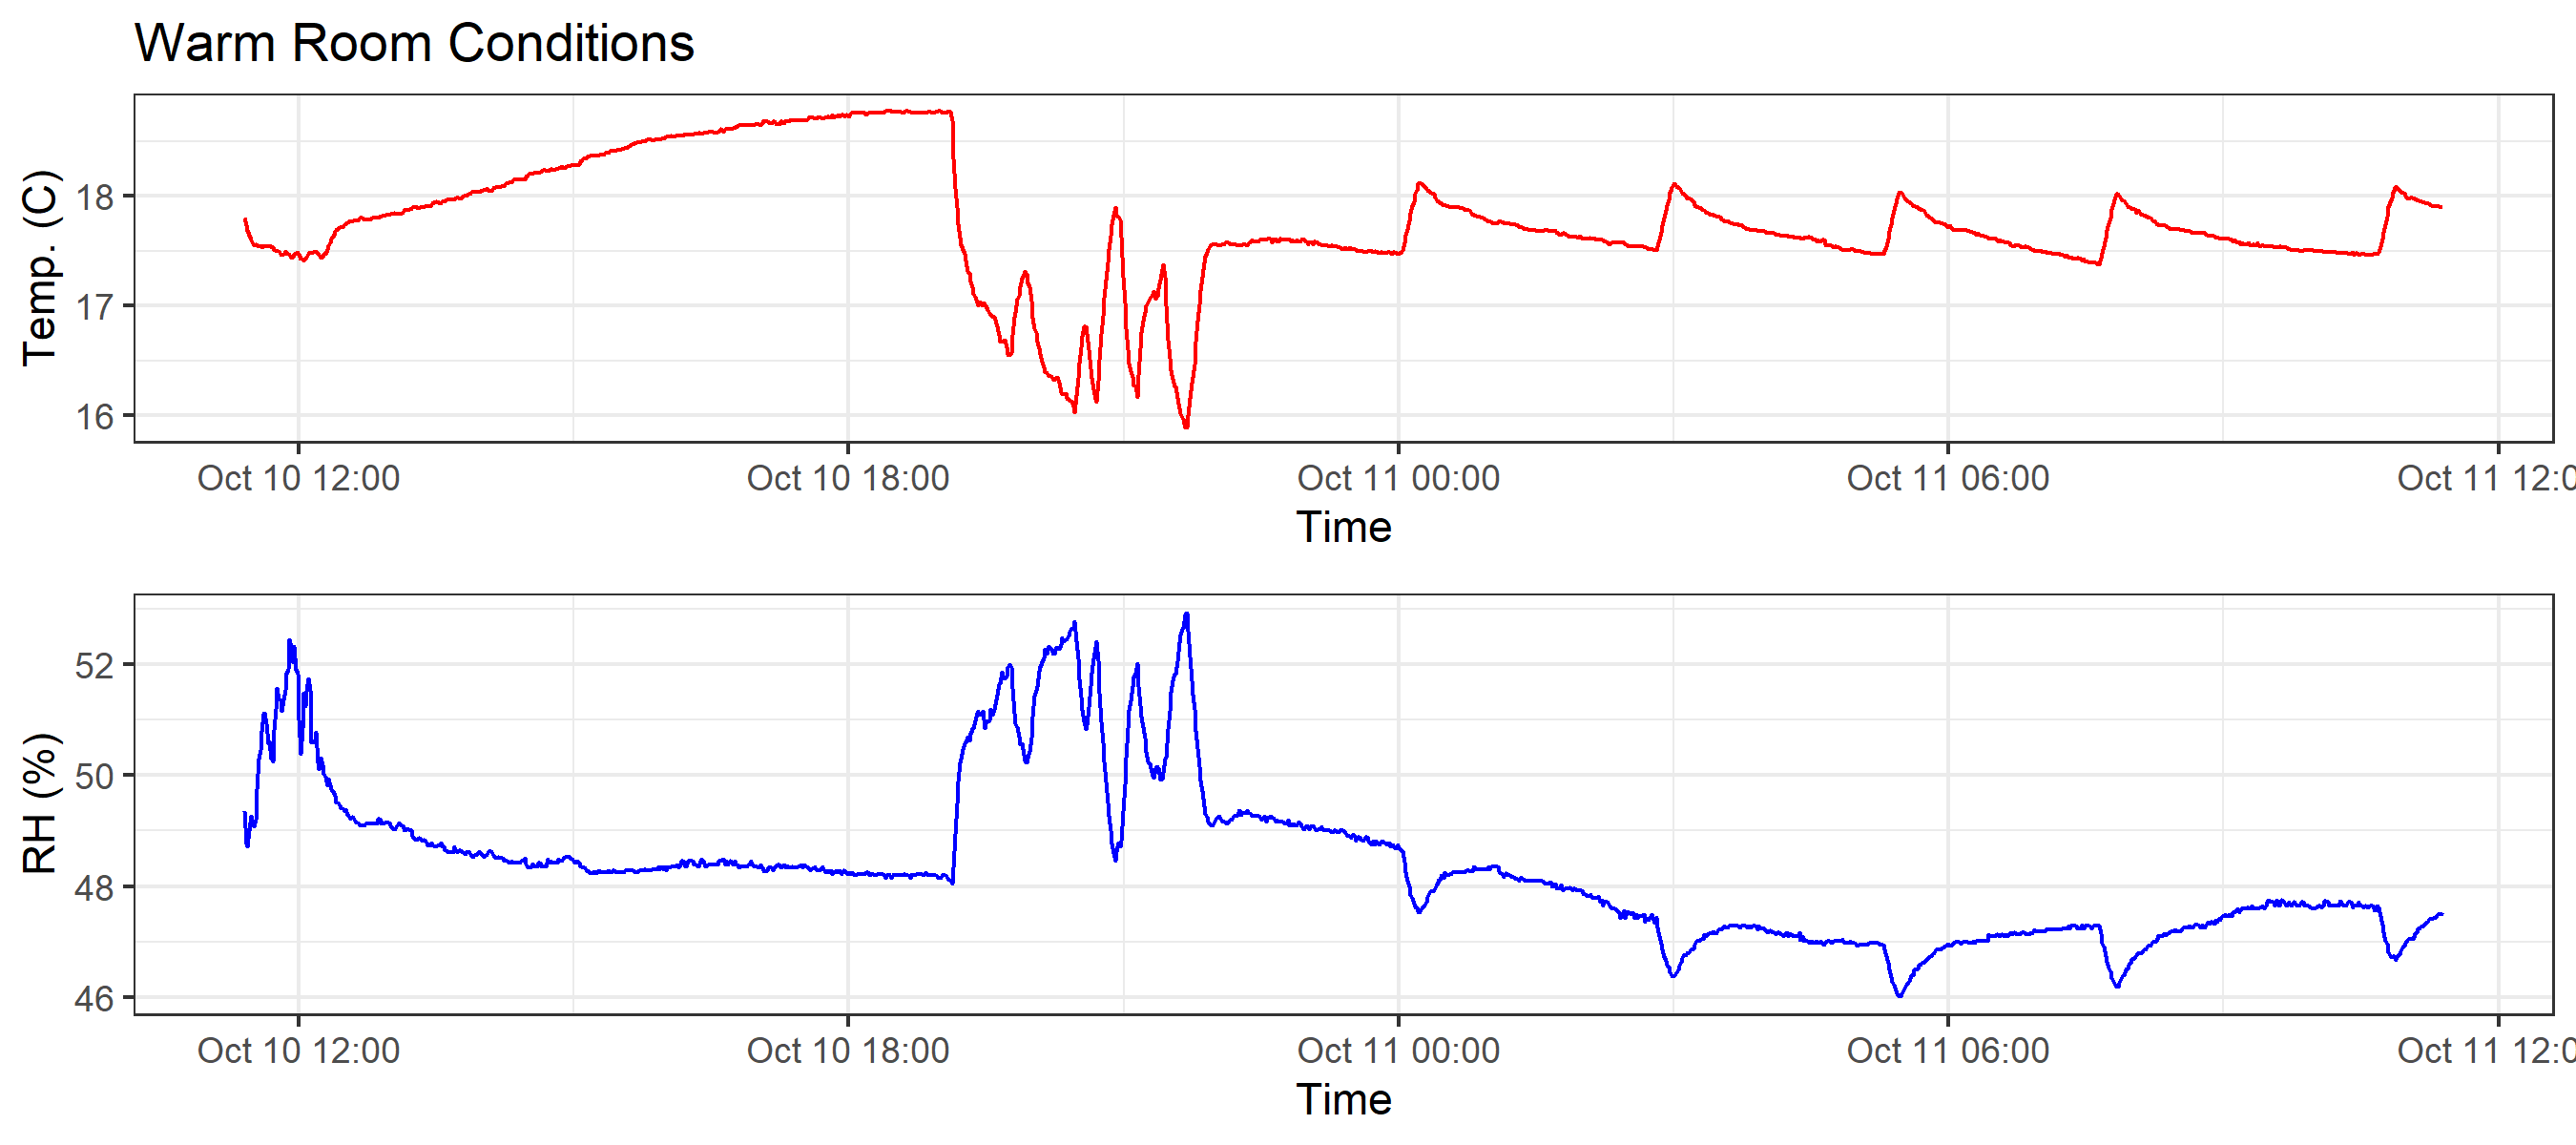 Warm Room Conditions
Temp. (C)
18
17
16
Oct 10 12:00 Oct 10 18:00 Oct 11 00:00 Oct 11 06:00 Oct 11 12:0
Time
RH (%)
52
50
48
46
Oct 10 12:00 Oct 10 18:00 Oct 11 00:00 Oct 11 06:00 Oct 11 12:0
Time